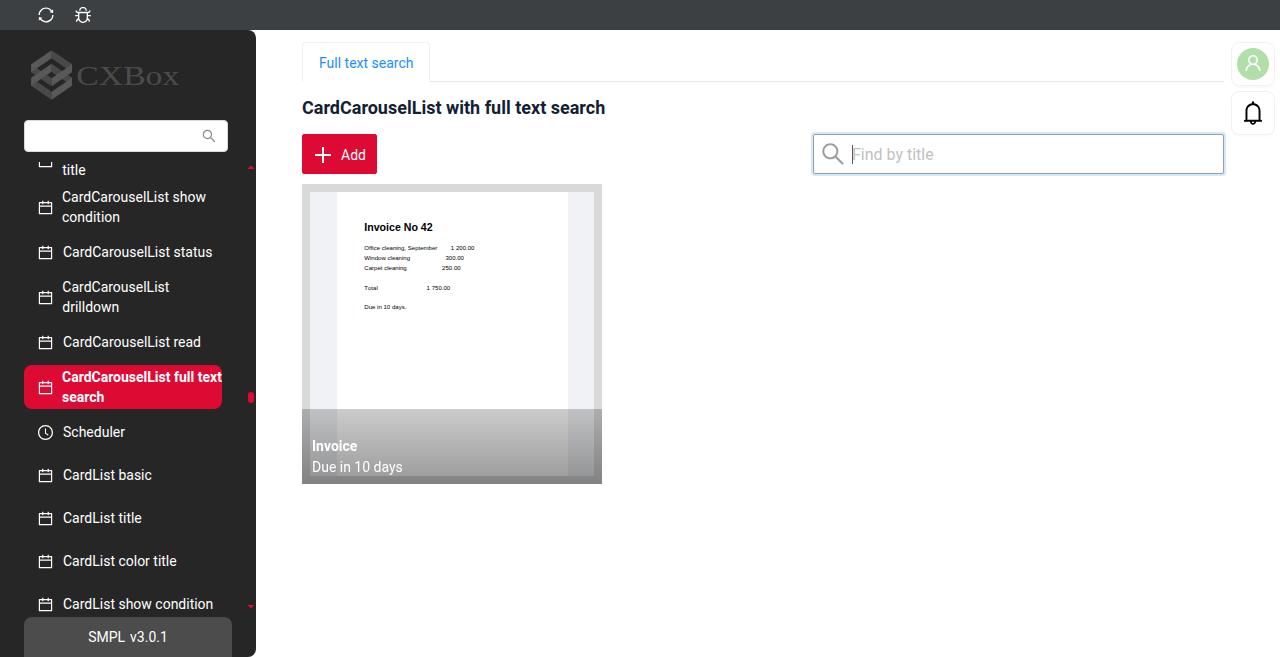 CXBox
title
CardCarouselList show
condition
CardCarouselList status
CardCarouselList
drilldown
CardCarouselList read
CardCarouselList full text
search
Scheduler
CardList basic
CardList title
CardList color title
CardList show condition
SMPL v3.0.1
Full text search
CardCarouselList with full text search
Add
Find by title
Invoice No 42
Office cleaning, September 1 200.00
Window cleaning 300.00
Carpet cleaning 250.00
Total 1 750.00
Due in 10 days.
Invoice
Due in 10 days